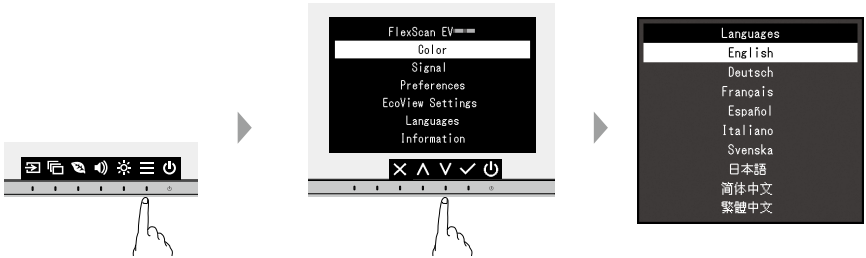 FlexScan EV
Color
Signal
Preferences
EcoView Settings
Languages
Information
Languages
English
Deutsch
Français
Español
Italiano
Svenska
日本語
简体中文
繁體中文